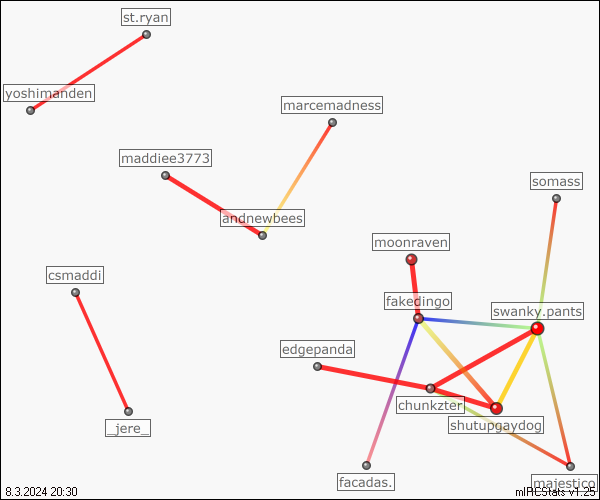 st.ryan
yoshimanden
marcemadness
maddiee3773
somass
andnewbees
moonraven
csmaddi
fakedingo
swanky.pants
edgepanda
chunkzter
shutupgaydog
_jere_
facadas.
majestico
8.3.2024 20:30
mIRCStats v1.25